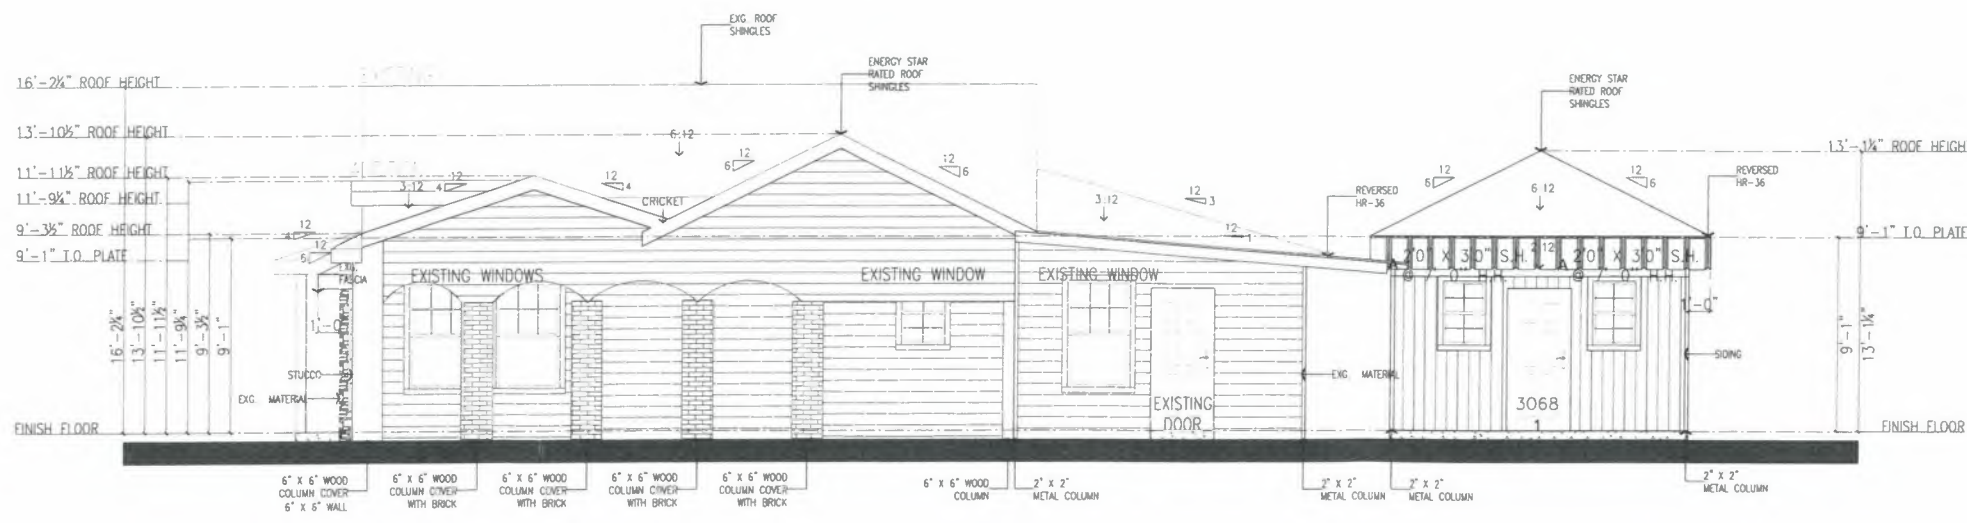 EXG. ROOF
SHINGLES
ENERGY STAR
RATED ROOF
SHINGLES
ENERGY STAR
RATED ROOF
SHINGLES
16'-2¼" ROOF HEIGHT
13'-10½" ROOF HEIGHT
11'-11½" ROOF HEIGHT
11'-9¼" ROOF HEIGHT
9'-3½" ROOF HEIGHT
9'-1" T.O. PLATE
FINISH FLOOR
16'-2¼"
13'-10½"
11'-11½"
11'-9¼"
9'-3½"
9'-1"
12
4
12
6
3:12
12
4
12
4
CRICKET
6:12
12
6
12
6
3:12
12
3
12
1
REVERSED
HR-36
12
6
6:12
12
6
REVERSED
HR-36
13'-1¼" ROOF HEIGH
9'-1" T.O. PLATE
FINISH FLOOR
9'-1"
13'-1¼"
EXG.
FASCIA
1'-0"
STUCCO
EXG. MATERIAL
EXISTING WINDOWS
EXISTING WINDOW
EXISTING WINDOW
EXISTING
DOOR
EXG. MATERIAL
2'0" X 3'0" S.H.
@ 7'0" H.H.
2:12
2'0" X 3'0" S.H.
@ 7'0" H.H.
A
A
1'-0"
SIDING
3068
1
6" X 6" WOOD
COLUMN COVER
6" X 6" WALL
6" X 6" WOOD
COLUMN COVER
WITH BRICK
6" X 6" WOOD
COLUMN COVER
WITH BRICK
6" X 6" WOOD
COLUMN COVER
WITH BRICK
6" X 6" WOOD
COLUMN COVER
WITH BRICK
6" X 6" WOOD
COLUMN
2" X 2"
METAL COLUMN
2" X 2"
METAL COLUMN
2" X 2"
METAL COLUMN
2" X 2"
METAL COLUMN